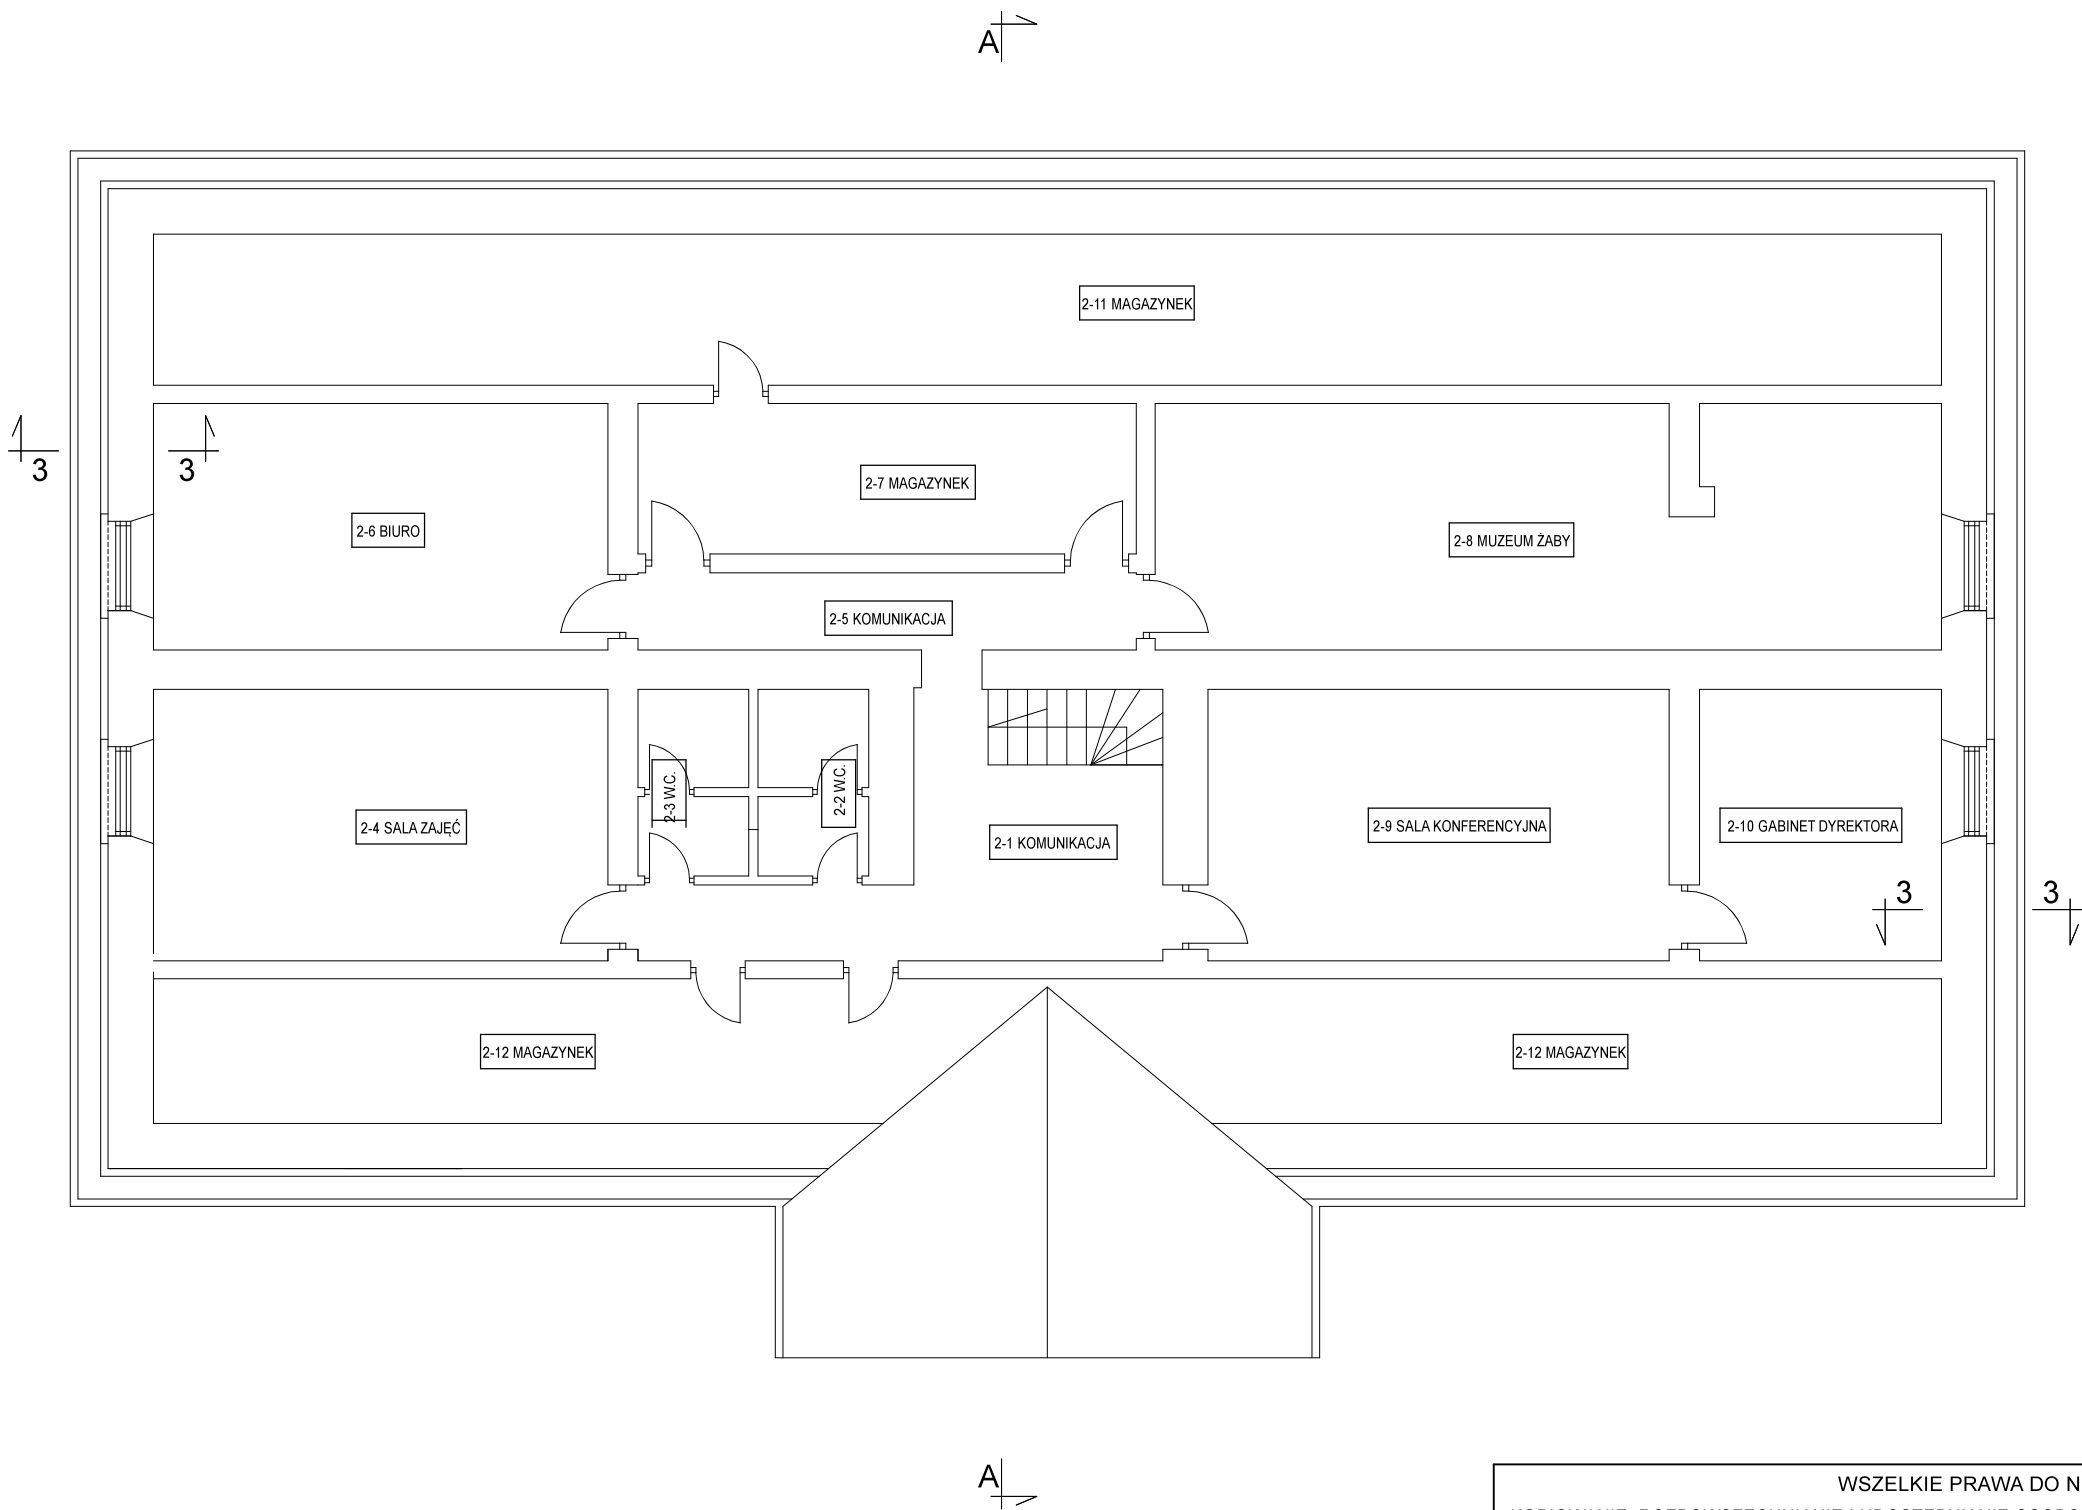 A
2-11 MAGAZYNEK
3
3
2-7 MAGAZYNEK
2-6 BIURO
2-8 MUZEUM ŻABY
2-5 KOMUNIKACJA
2-3 W.C.
2-2 W.C.
2-4 SALA ZAJĘĆ
2-1 KOMUNIKACJA
2-9 SALA KONFERENCYJNA
2-10 GABINET DYREKTORA
3
3
2-12 MAGAZYNEK
2-12 MAGAZYNEK
A
WSZELKIE PRAWA DO N